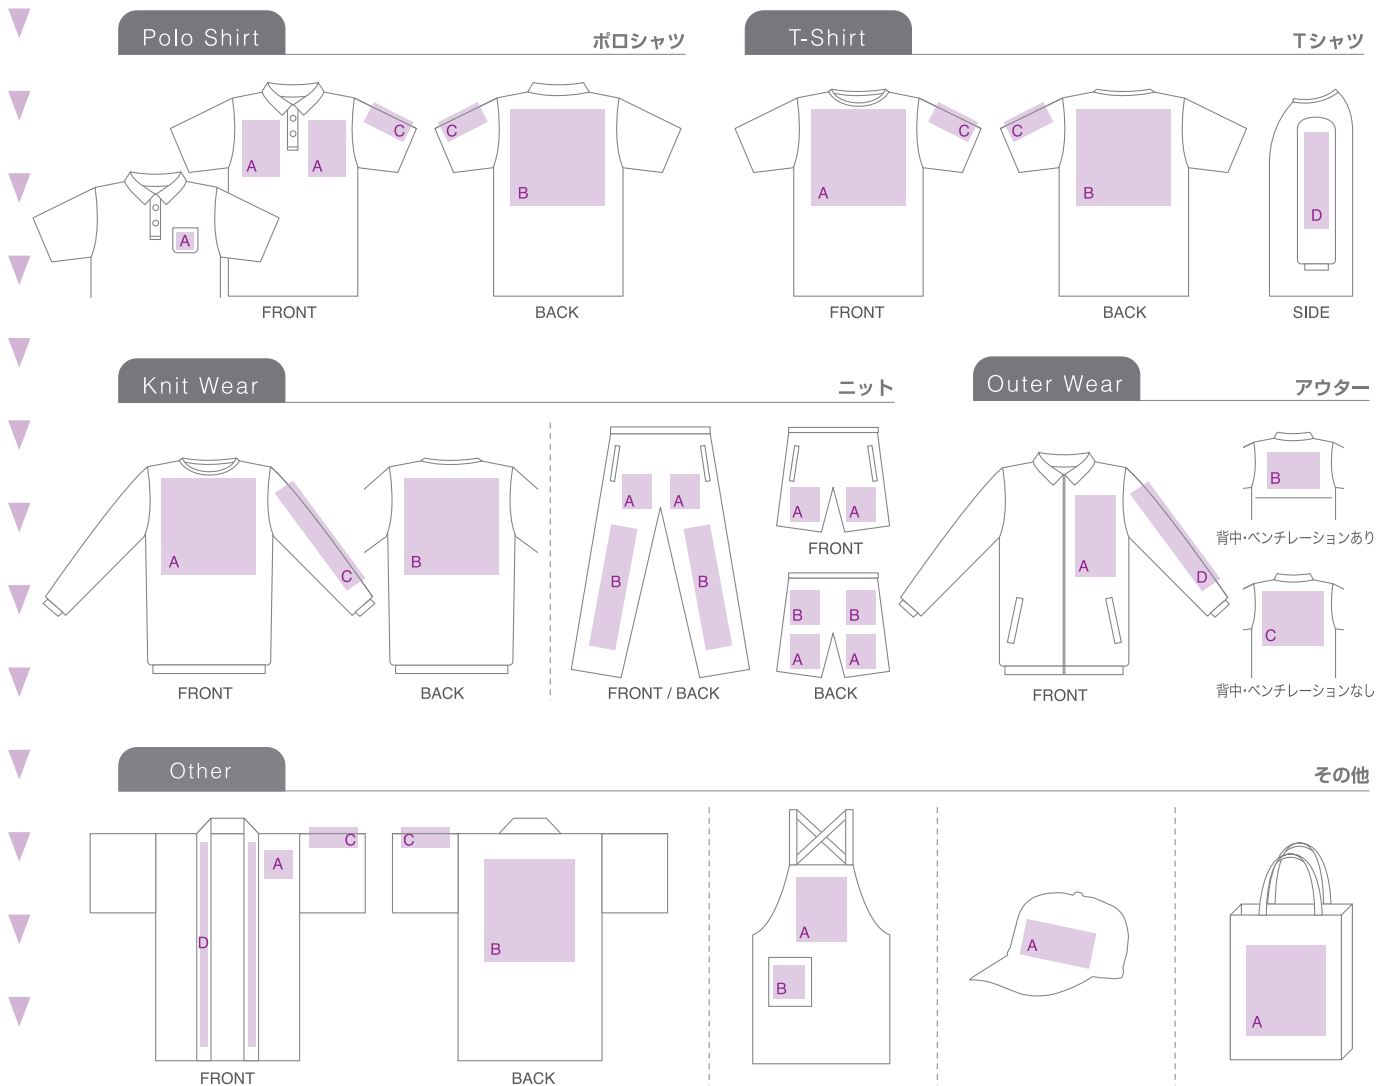 Polo Shirt
ポロシャツ
A
A
C
A
FRONT
C
B
BACK
T-Shirt
Tシャツ
A
C
FRONT
C
B
BACK
D
SIDE
Knit Wear
ニット
A
C
FRONT
B
BACK
A
A
B
B
FRONT / BACK
A
A
FRONT
B
B
A
A
BACK
Outer Wear
アウター
A
D
FRONT
B
背中・ベンチレーションあり
C
背中・ベンチレーションなし
Other
その他
C
A
D
FRONT
C
B
BACK
A
B
A
A